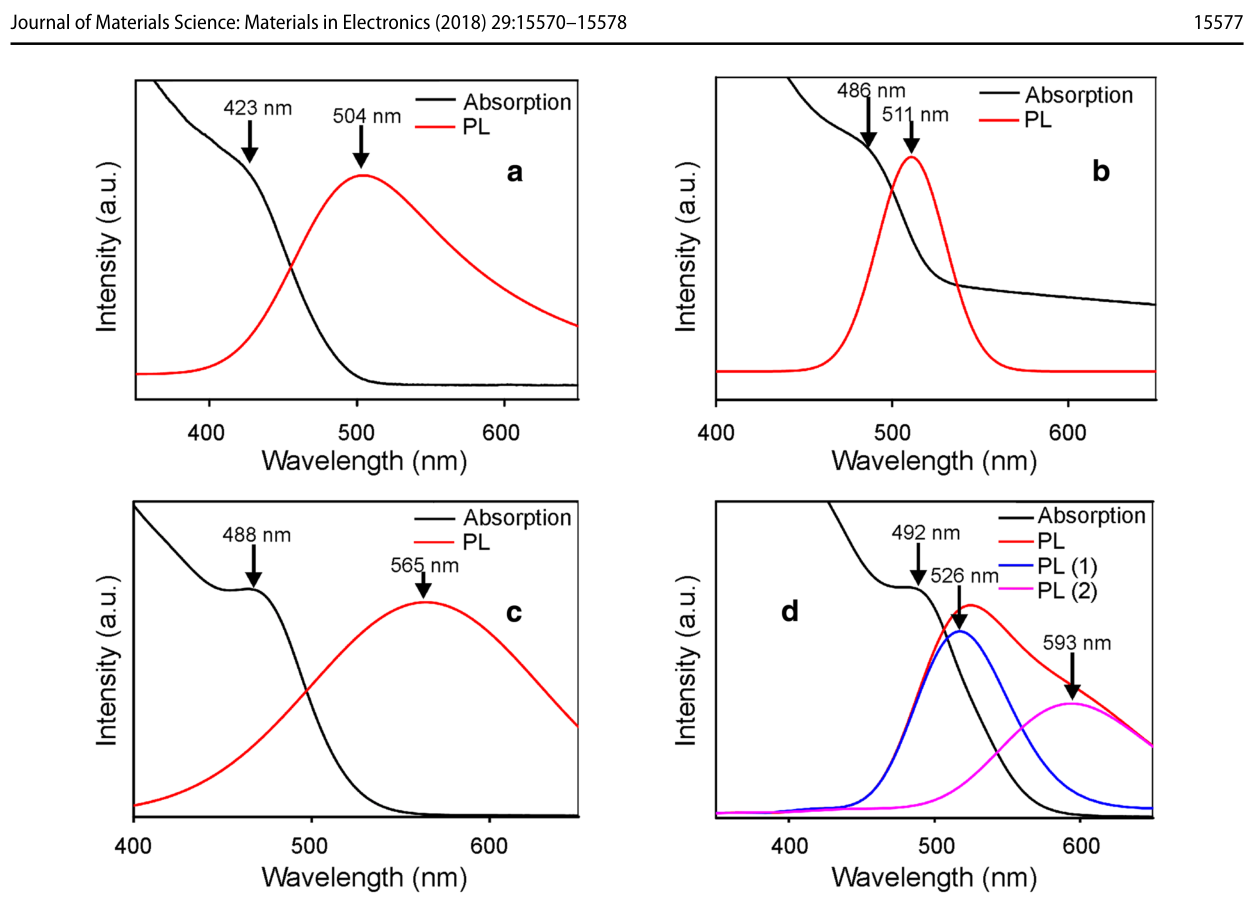 Journal of Materials Science: Materials in Electronics (2018) 29:15570–15578 15577
423 nm
504 nm
Absorption
PL
a
Intensity (a.u.)
400 500 600
Wavelength (nm)
486 nm
511 nm
Absorption
PL
b
Intensity (a.u.)
400 500 600
Wavelength (nm)
488 nm
565 nm
Absorption
PL
c
Intensity (a.u.)
400 500 600
Wavelength (nm)
492 nm
526 nm
593 nm
Absorption
PL
PL (1)
PL (2)
d
Intensity (a.u.)
400 500 600
Wavelength (nm)